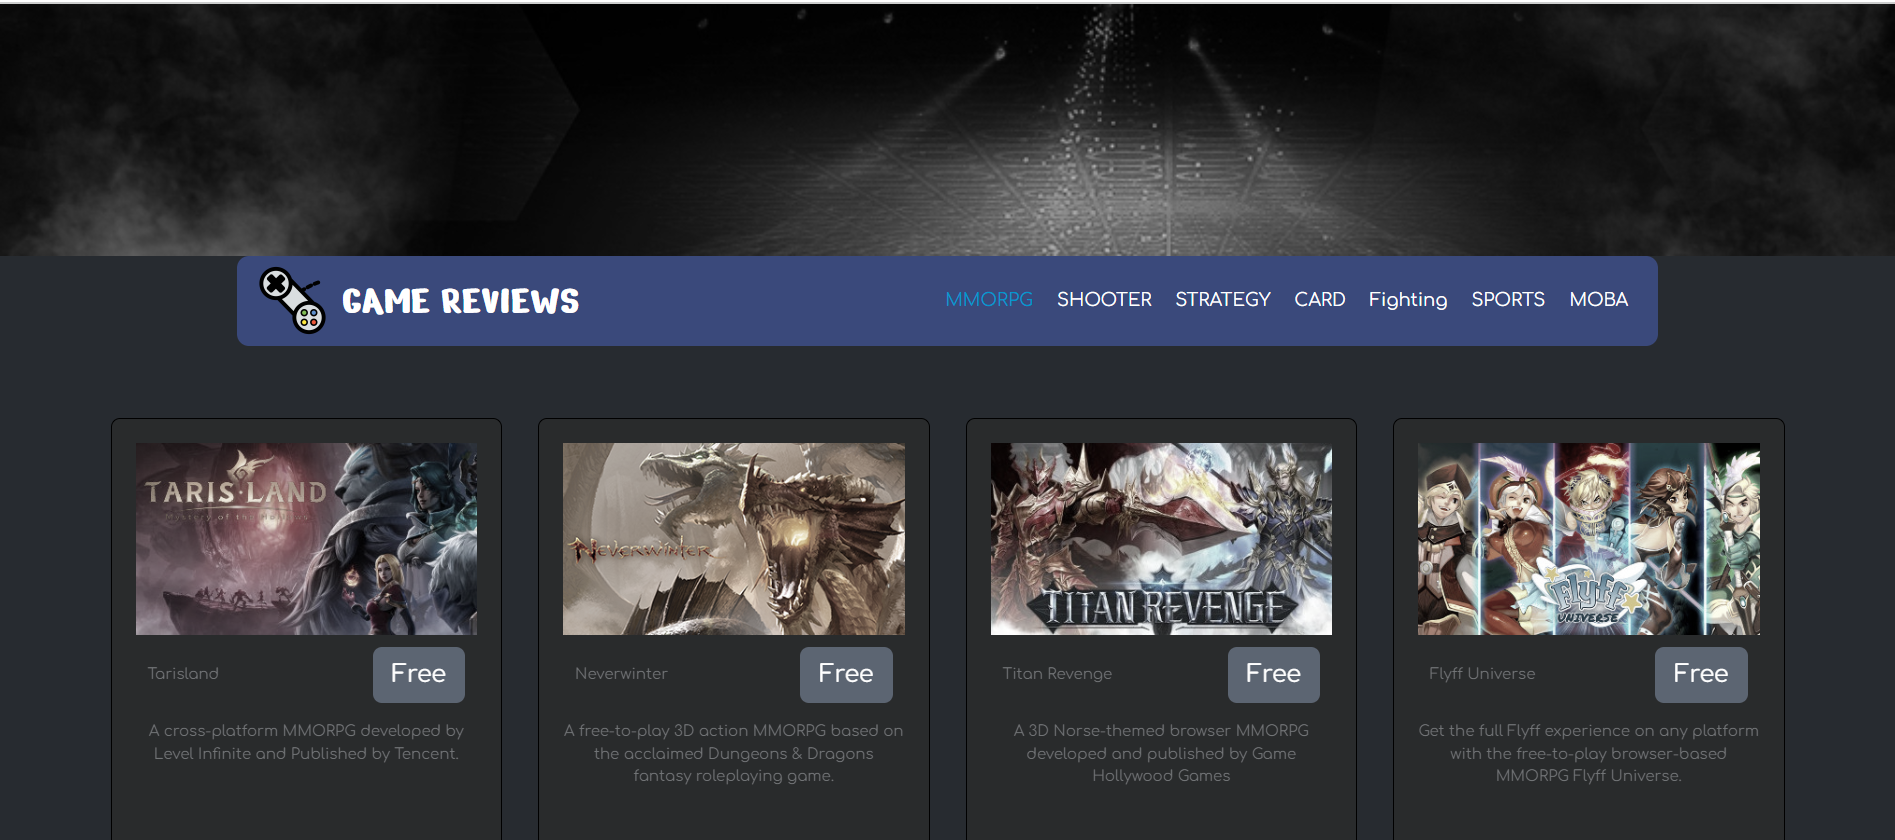 GAME REVIEWS
MMORPG SHOOTER STRATEGY CARD Fighting SPORTS MOBA
TARIS·LAND
NEVERWINTER
TITAN REVENGE
Flyff
UNIVERSE
Tarisland
Free
Neverwinter
Free
Titan Revenge
Free
Flyff Universe
Free
A cross-platform MMORPG developed by
Level Infinite and Published by Tencent.
A free-to-play 3D action MMORPG based on
the acclaimed Dungeons & Dragons
fantasy roleplaying game.
A 3D Norse-themed browser MMORPG
developed and published by Game
Hollywood Games
Get the full Flyff experience on any platform
with the free-to-play browser-based
MMORPG Flyff Universe.